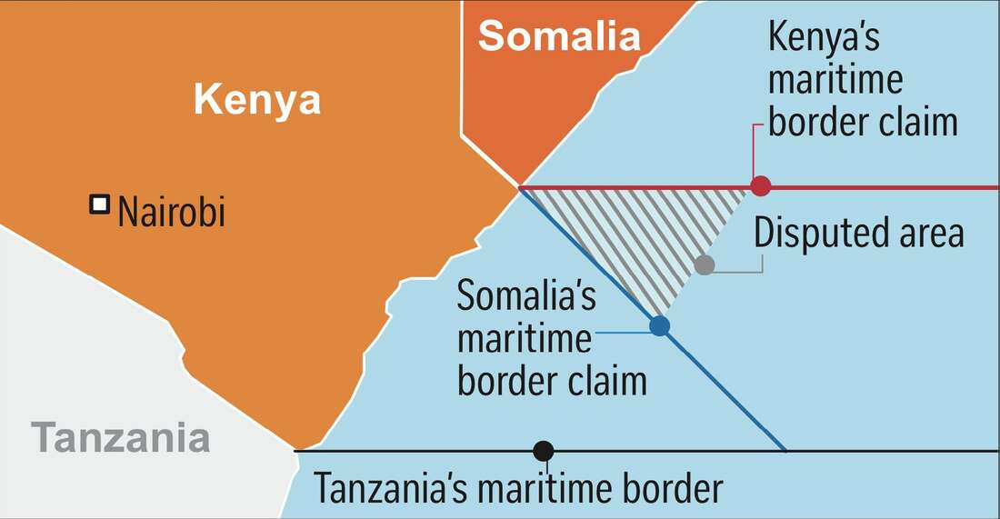 Somalia
Kenya's
maritime
border claim
Kenya
Nairobi
Disputed area
Somalia's
maritime
border claim
Tanzania
Tanzania's maritime border